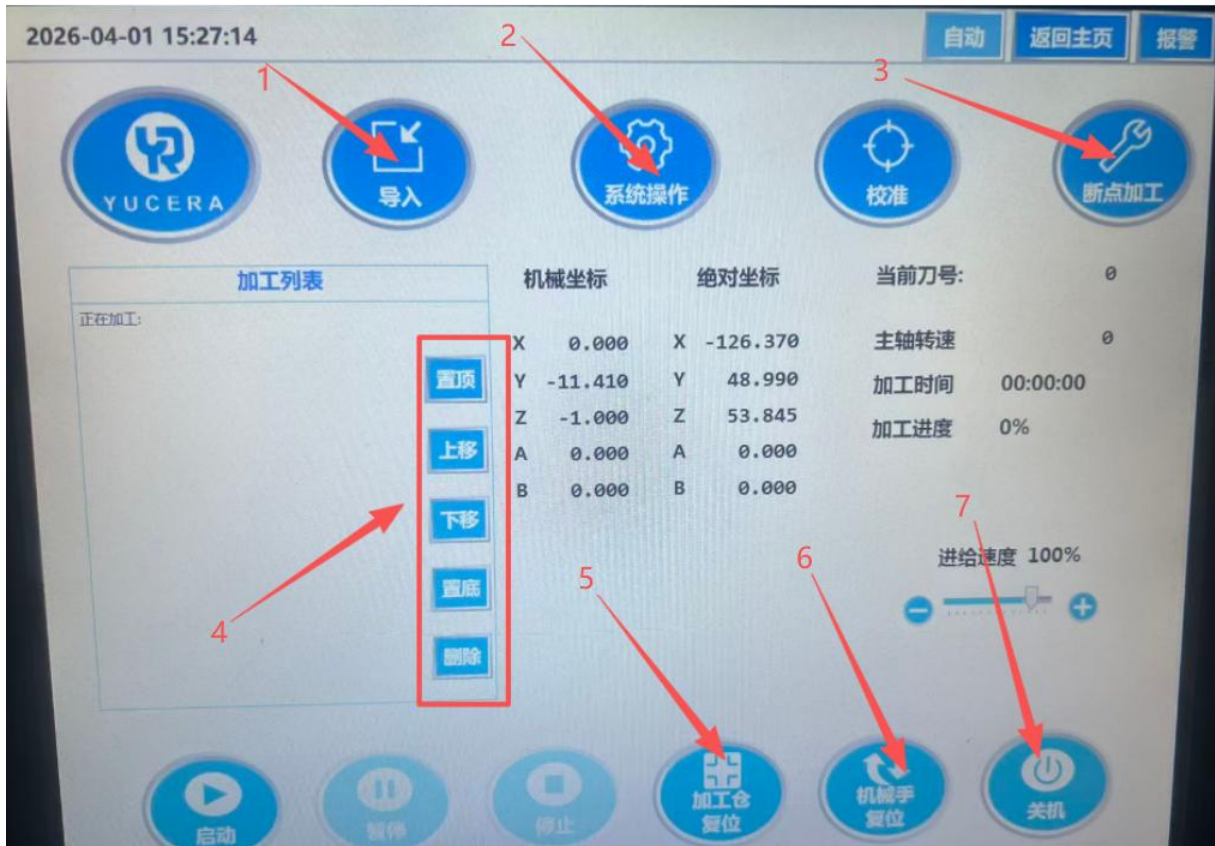 2026-04-01 15:27:14
自动
返回主页
报警
1
2
3
YUCERA
导入
系统操作
校准
断点加工
加工列表
正在加工:
置顶
上移
下移
置底
删除
4
机械坐标 绝对坐标
X 0.000 X -126.370
Y -11.410 Y 48.990
Z -1.000 Z 53.845
A 0.000 A 0.000
B 0.000 B 0.000
当前刀号: 0
主轴转速 0
加工时间 00:00:00
加工进度 0%
进给速度 100%
5
6
7
启动
暂停
停止
加工仓
复位
机械手
复位
关机